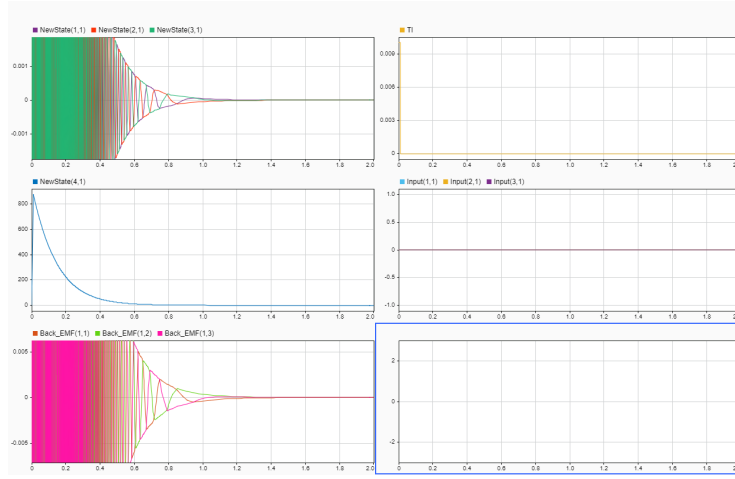 NewState(1,1) NewState(2,1) NewState(3,1)
0.001
0
-0.001
0 0.2 0.4 0.6 0.8 1.0 1.2 1.4 1.6 1.8 2.0
TI
0.009
0.006
0.003
0
0 0.2 0.4 0.6 0.8 1.0 1.2 1.4 1.6 1.8 2.0
NewState(4,1)
800
600
400
200
0
0 0.2 0.4 0.6 0.8 1.0 1.2 1.4 1.6 1.8 2.0
Input(1,1) Input(2,1) Input(3,1)
1.0
0.5
0
-0.5
-1.0
0 0.2 0.4 0.6 0.8 1.0 1.2 1.4 1.6 1.8 2.0
Back_EMF(1,1) Back_EMF(1,2) Back_EMF(1,3)
0.005
0
-0.005
0 0.2 0.4 0.6 0.8 1.0 1.2 1.4 1.6 1.8 2.0
2
0
-2
0 0.2 0.4 0.6 0.8 1.0 1.2 1.4 1.6 1.8 2.0